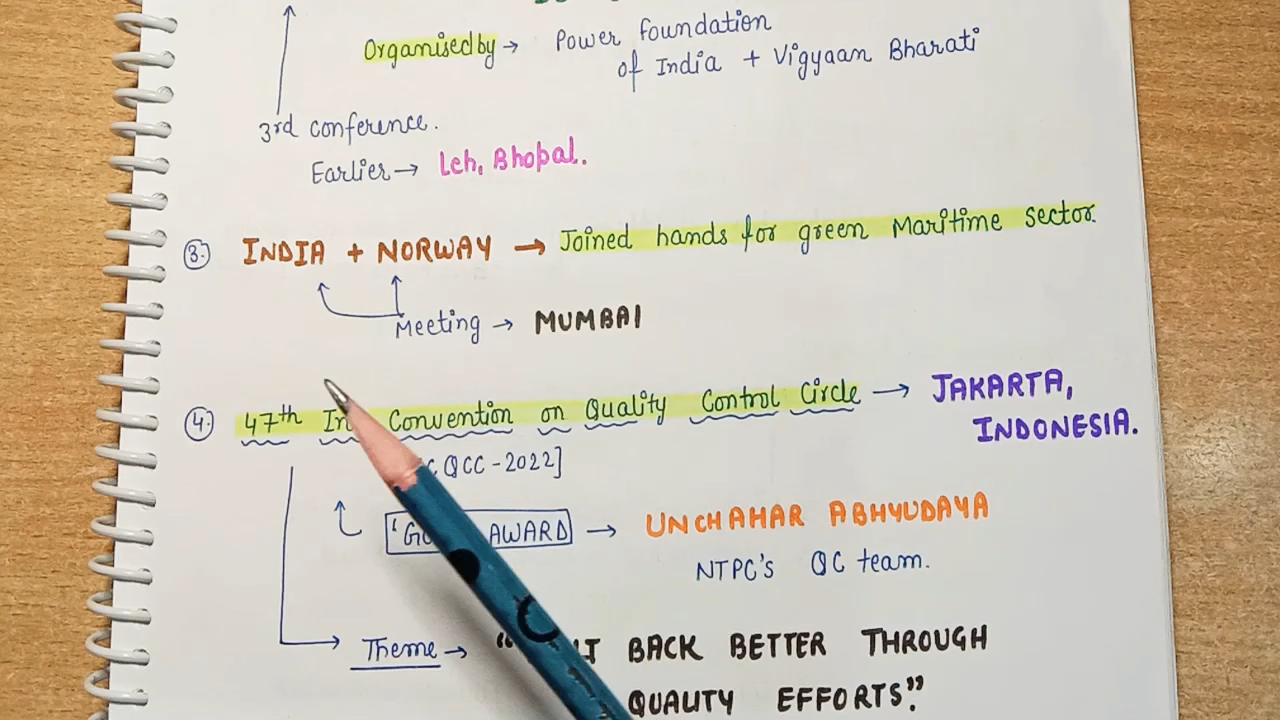 Organised by → Power foundation
of India + Vigyaan Bharati
3rd conference.
Earlier → Leh, Bhopal.
3. INDIA + NORWAY → Joined hands for green Maritime sector.
Meeting → MUMBAI
4. 47th Convention on Quality Control Circle → JAKARTA,
INDONESIA.
QCC - 2022]
AWARD → UNCHAHAR ABHYUDAYA
NTPC's QC team.
Theme → BACK BETTER THROUGH
QUALITY EFFORTS".